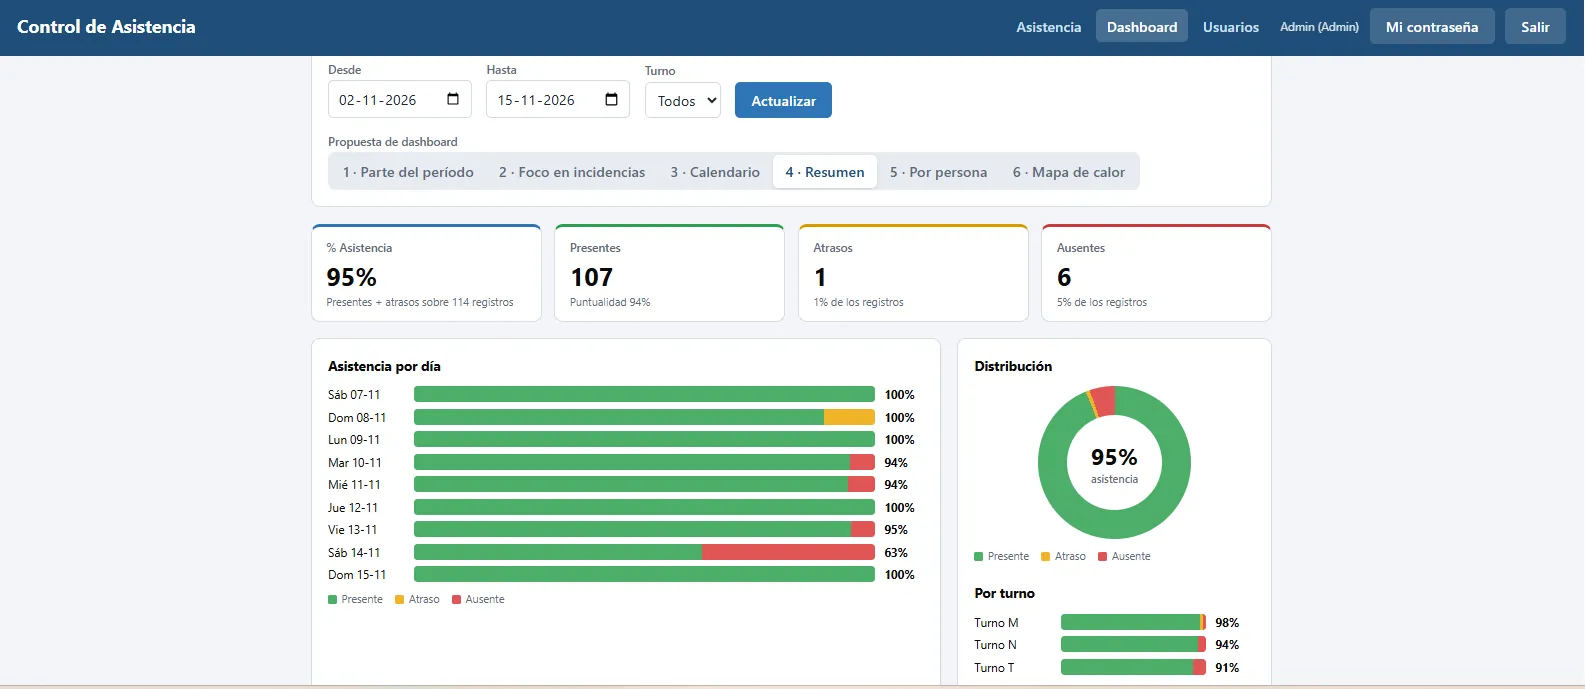 Control de Asistencia
Asistencia
Dashboard
Usuarios
Admin (Admin)
Mi contraseña
Salir
Desde
Hasta
Turno
02-11-2026
15-11-2026
Todos
Actualizar
Propuesta de dashboard
1 · Parte del período
2 · Foco en incidencias
3 · Calendario
4 · Resumen
5 · Por persona
6 · Mapa de calor
% Asistencia
95%
Presentes + atrasos sobre 114 registros
Presentes
107
Puntualidad 94%
Atrasos
1
1% de los registros
Ausentes
6
5% de los registros
Asistencia por día
Sáb 07-11 100%
Dom 08-11 100%
Lun 09-11 100%
Mar 10-11 94%
Mié 11-11 94%
Jue 12-11 100%
Vie 13-11 95%
Sáb 14-11 63%
Dom 15-11 100%
Presente Atraso Ausente
Distribución
95%
asistencia
Presente Atraso Ausente
Por turno
Turno M 98%
Turno N 94%
Turno T 91%